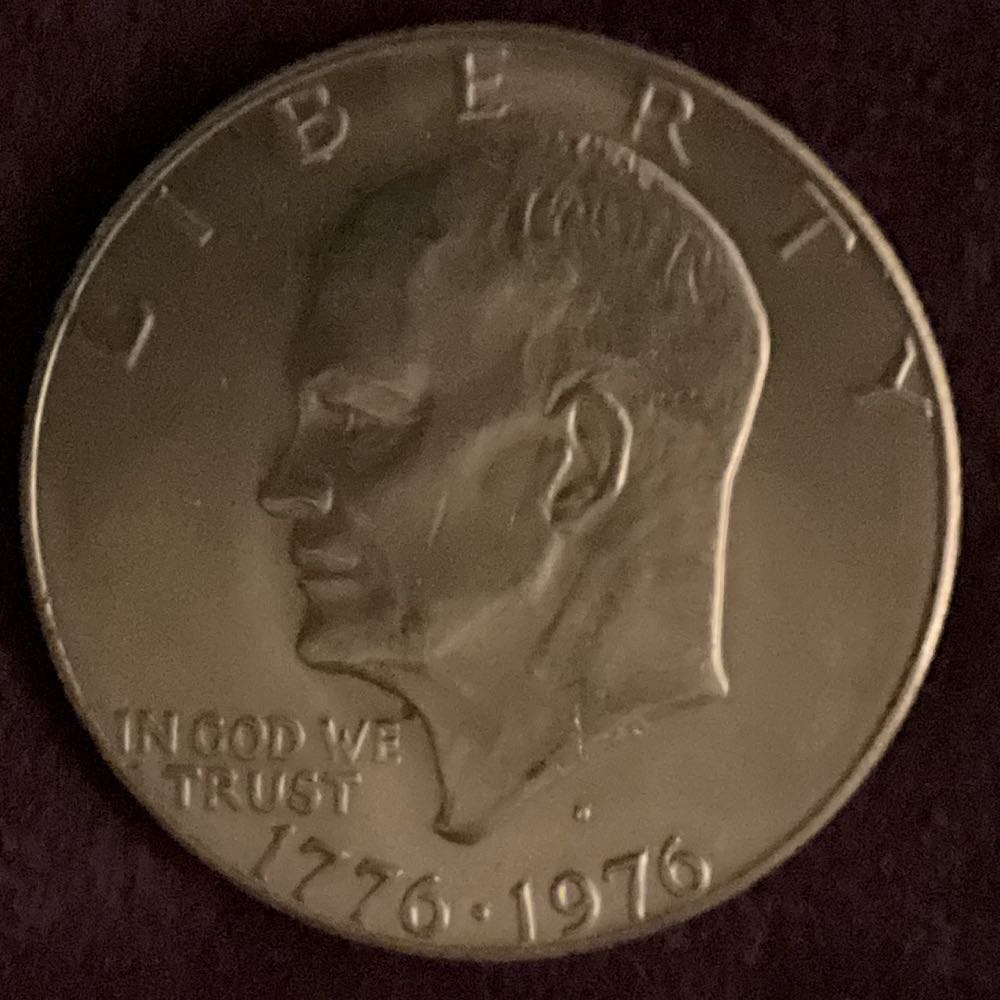 LIBERTY
IN GOD WE
TRUST
1776·1976